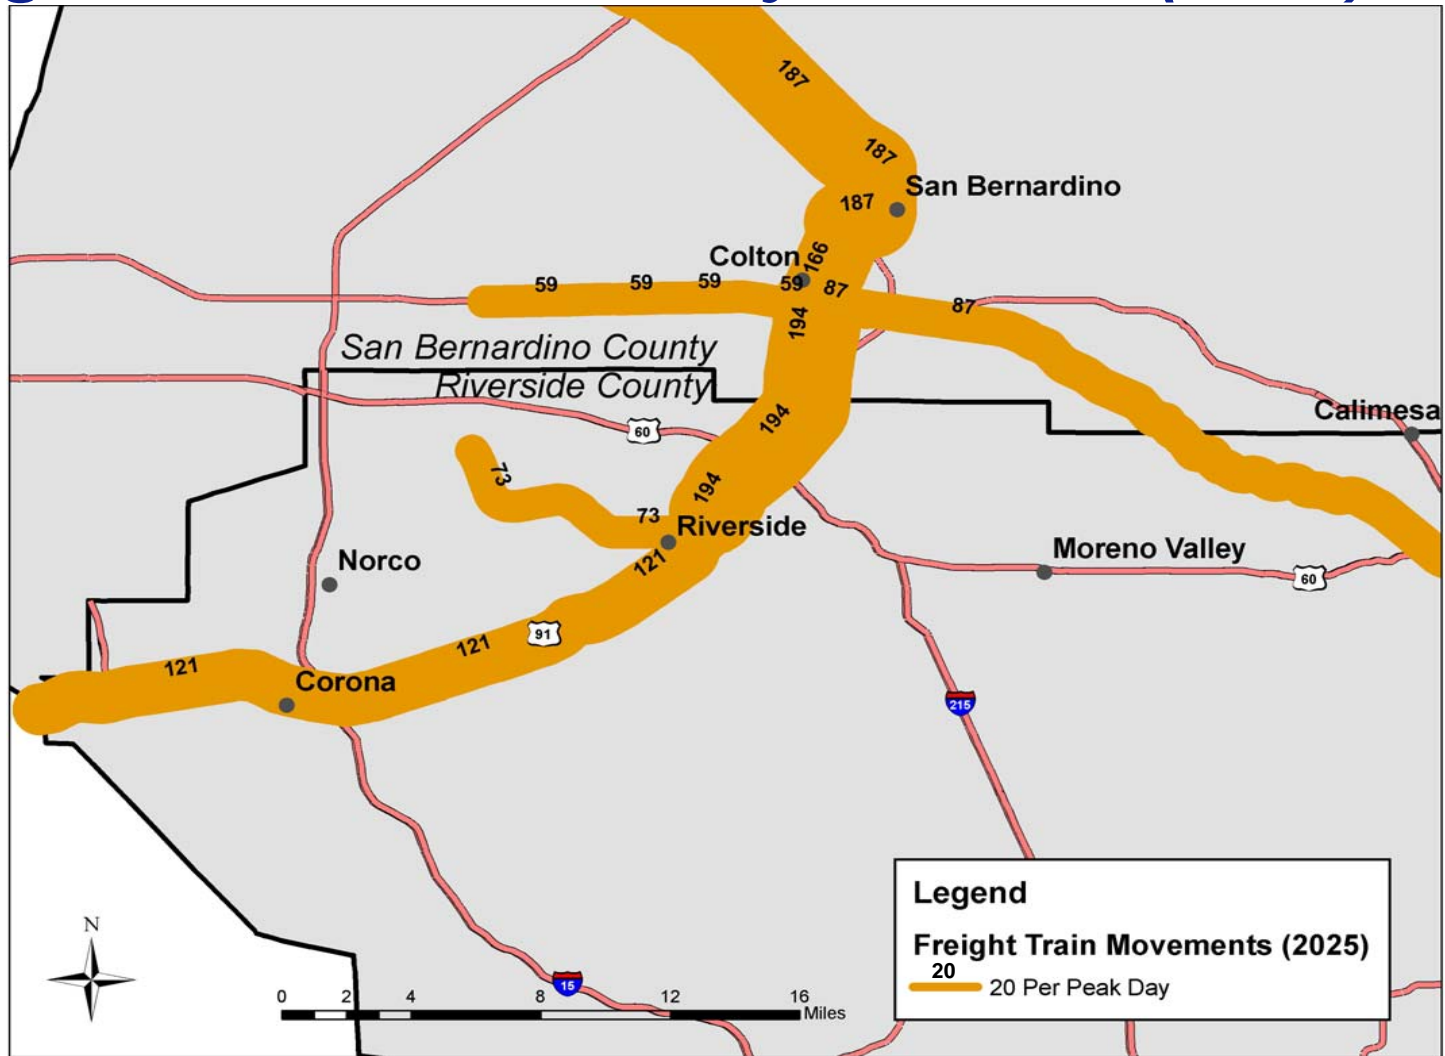 187
187
San Bernardino
187
Colton
166
59
59
59
59
87
87
194
San Bernardino County
Riverside County
Calimesa
60
194
73
194
73
Riverside
Moreno Valley
60
121
Norco
91
121
121
Corona
215
Legend
Freight Train Movements (2025)
20
20 Per Peak Day
N
15
0 2 4 8 12 16
Miles